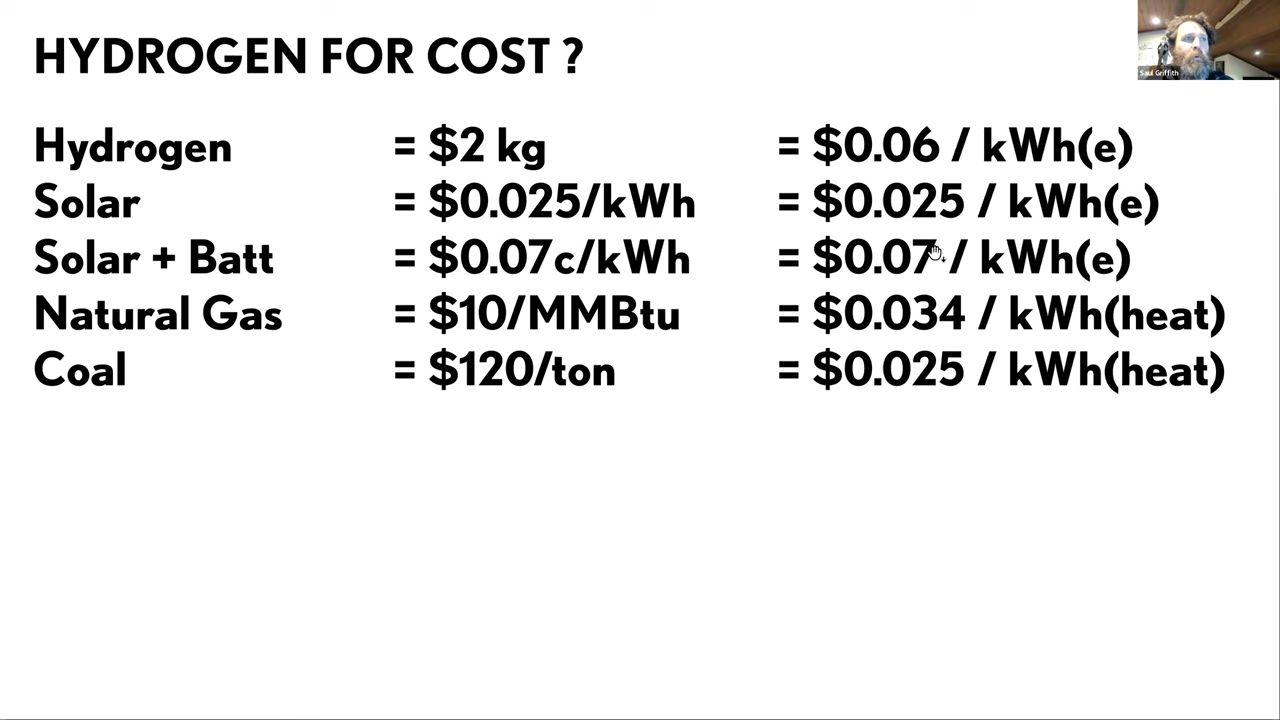 HYDROGEN FOR COST ?
Saul Griffith
Hydrogen = $2 kg = $0.06 / kWh(e)
Solar = $0.025/kWh = $0.025 / kWh(e)
Solar + Batt = $0.07c/kWh = $0.07 / kWh(e)
Natural Gas = $10/MMBtu = $0.034 / kWh(heat)
Coal = $120/ton = $0.025 / kWh(heat)